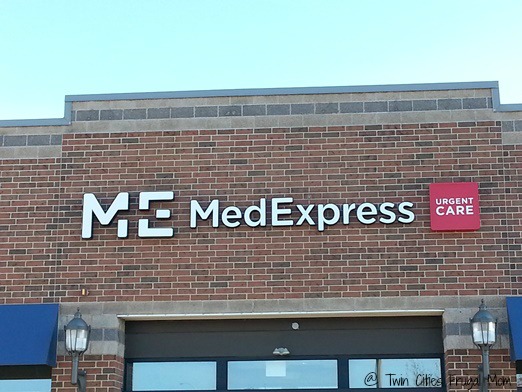 ME MedExpress URGENT
CARE
@ Twin Cities Frugal Mom